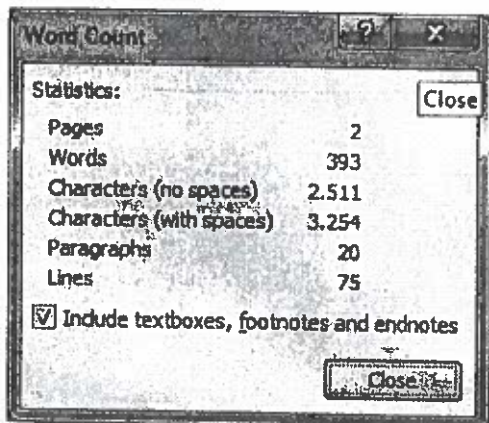 Word Count
Close
Statistics:
Pages 2
Words 393
Characters (no spaces) 2.511
Characters (with spaces) 3.254
Paragraphs 20
Lines 75
Include textboxes, footnotes and endnotes
Close